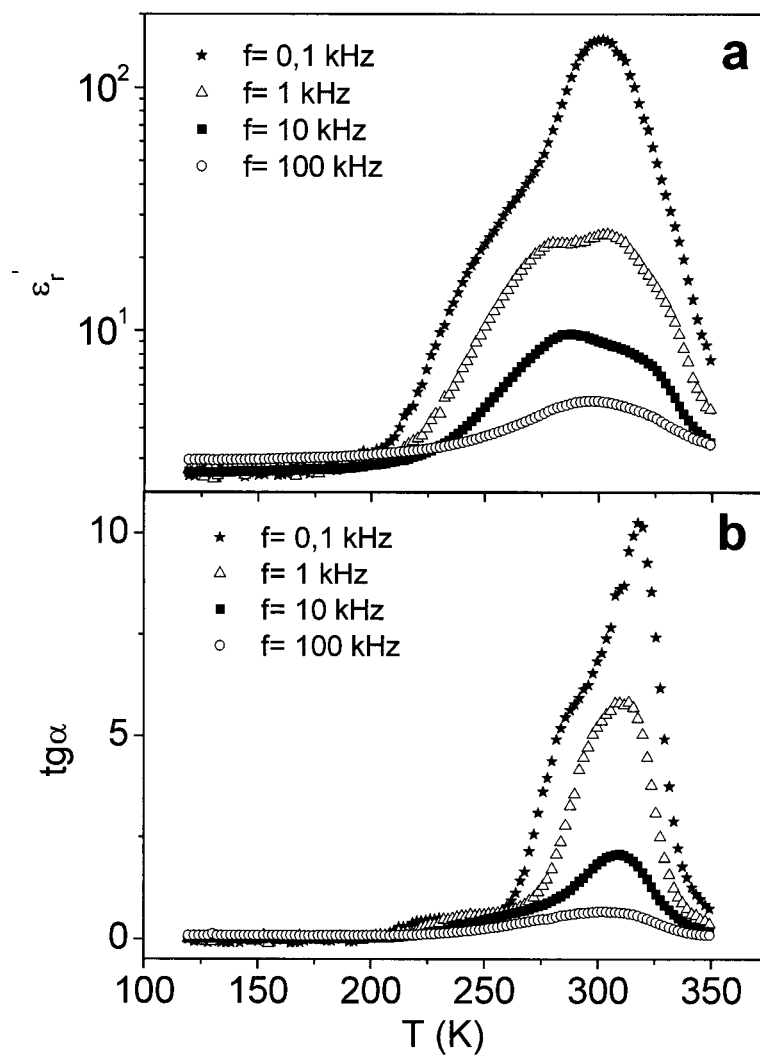 a
f= 0,1 kHz
f= 1 kHz
f= 10 kHz
f= 100 kHz
10²
10¹
εᵣ'
b
f= 0,1 kHz
f= 1 kHz
f= 10 kHz
f= 100 kHz
10
5
0
tgα
100 150 200 250 300 350
T (K)